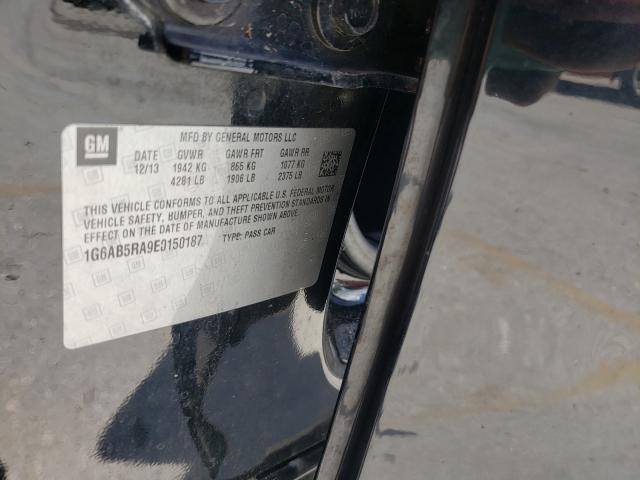 GM
MFD BY GENERAL MOTORS LLC
DATE GVWR GAWR FRT GAWR RR
12/13 1942 KG 865 KG 1077 KG
4281 LB 1906 LB 2375 LB
THIS VEHICLE CONFORMS TO ALL APPLICABLE U.S. FEDERAL MOTOR
VEHICLE SAFETY, BUMPER, AND THEFT PREVENTION STANDARDS IN
EFFECT ON THE DATE OF MANUFACTURE SHOWN ABOVE.
1G6AB5RA9E0150187 TYPE: PASS CAR